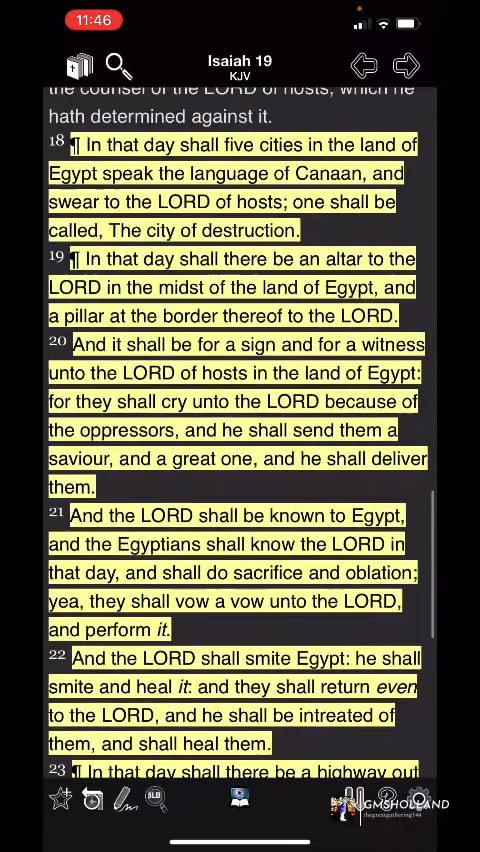 11:46
Isaiah 19
KJV
the counsel of the LORD of hosts, which he
hath determined against it.
18 ¶ In that day shall five cities in the land of
Egypt speak the language of Canaan, and
swear to the LORD of hosts; one shall be
called, The city of destruction.
19 ¶ In that day shall there be an altar to the
LORD in the midst of the land of Egypt, and
a pillar at the border thereof to the LORD.
20 And it shall be for a sign and for a witness
unto the LORD of hosts in the land of Egypt:
for they shall cry unto the LORD because of
the oppressors, and he shall send them a
saviour, and a great one, and he shall deliver
them.
21 And the LORD shall be known to Egypt,
and the Egyptians shall know the LORD in
that day, and shall do sacrifice and oblation;
yea, they shall vow a vow unto the LORD,
and perform it.
22 And the LORD shall smite Egypt: he shall
smite and heal it: and they shall return even
to the LORD, and he shall be intreated of
them, and shall heal them.
23 ¶ In that day shall there be a highway out
SLB
GMSHOLLAND
thegreatgathering144